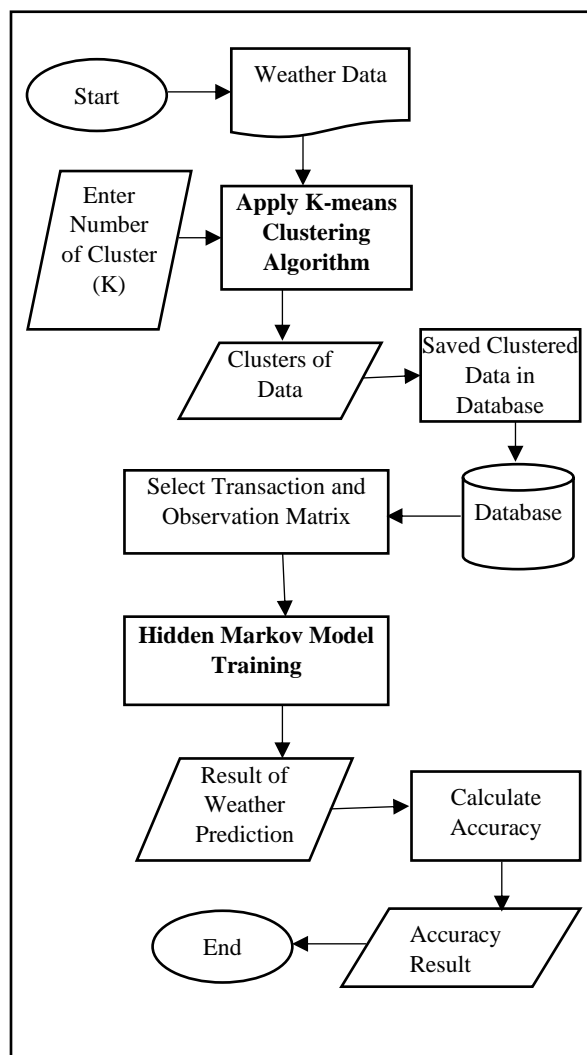 Start
Weather Data
Enter
Number
of Cluster
(K)
Apply K-means
Clustering
Algorithm
Clusters of
Data
Saved Clustered
Data in
Database
Database
Select Transaction and
Observation Matrix
Hidden Markov Model
Training
Result of
Weather
Prediction
Calculate
Accuracy
Accuracy
Result
End